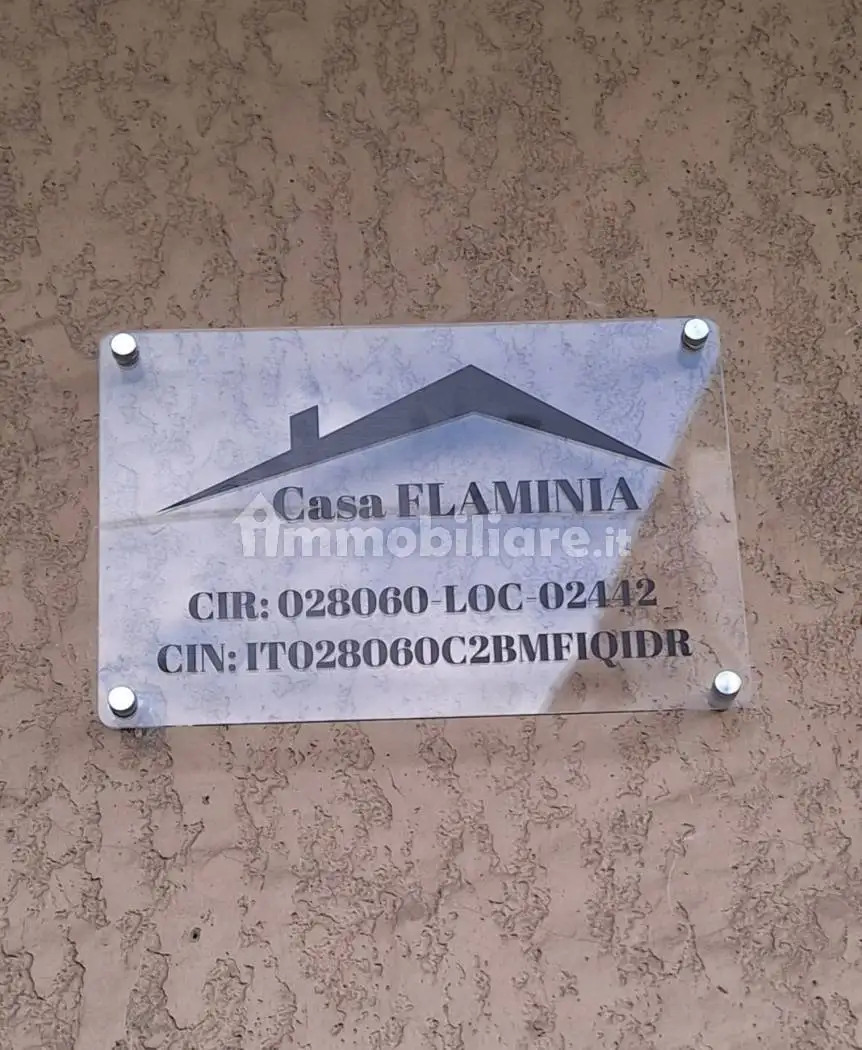 Casa FLAMINIA
immobiliare.it
CIR: 028060-LOC-02442
CIN: IT028060C2BMFIQIDR